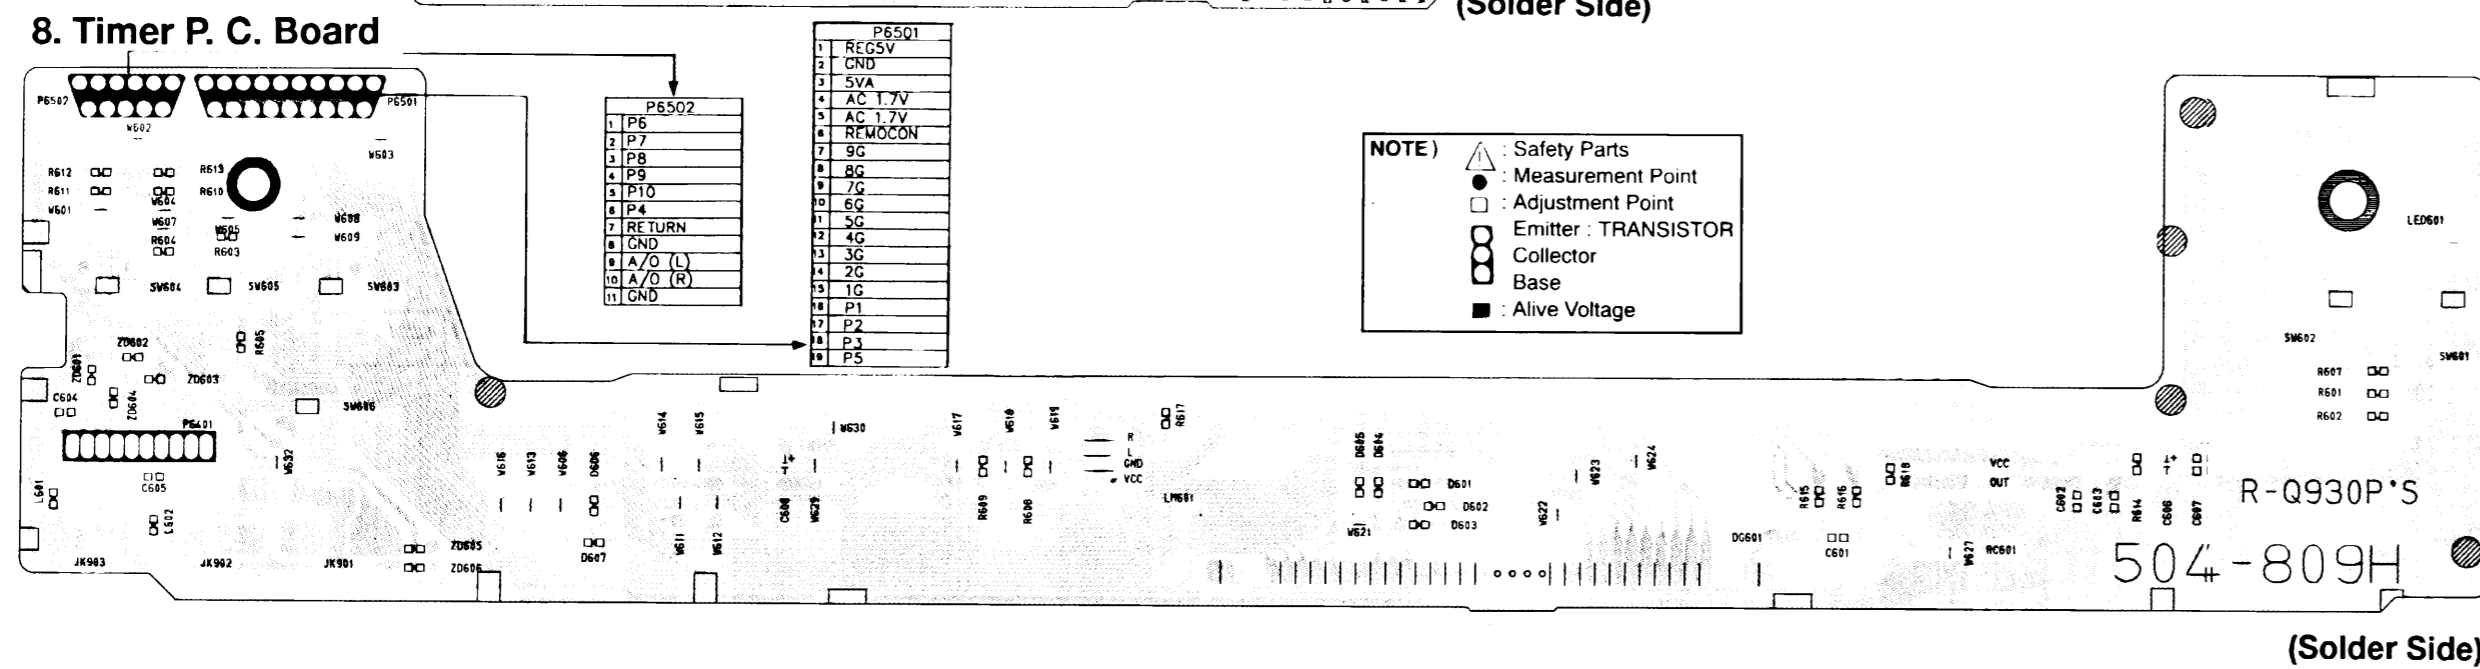 (Solder Side)
8. Timer P. C. Board
P6502
P6501
W602
W603
R612
R613
R611
R610
W601
W604
W607
W605
W608
R604
W609
R603
SW604
SW605
SW603
R605
ZD602
ZD601
ZD603
C604
ZD604
SW606
P6401
W632
L601
C605
L602
JK903
JK902
JK901
ZD605
ZD606
P6502
1 P6
2 P7
3 P8
4 P9
5 P10
6 P4
7 RETURN
8 GND
9 A/O (L)
10 A/O (R)
11 GND
P6501
1 REG5V
2 GND
3 5VA
4 AC 1.7V
5 AC 1.7V
6 REMOCON
7 9G
8 8G
9 7G
10 6G
11 5G
12 4G
13 3G
14 2G
15 1G
16 P1
17 P2
18 P3
19 P5
NOTE) : Safety Parts
: Measurement Point
: Adjustment Point
Emitter : TRANSISTOR
Collector
Base
: Alive Voltage
LED601
SW602
SW601
R607
R601
R602
W616
W613
W606
D606
D607
W614
W615
W611
W612
W630
W629
W617
R609
R608
W619
R
L
GND
VCC
R617
LM601
D605
D604
D601
D602
D603
W621
W622
W623
W624
DG601
R615
R616
C601
R618
VCC
OUT
W627
RC601
C602
C603
R614
C606
C607
R-Q930P'S
504-809H
(Solder Side)